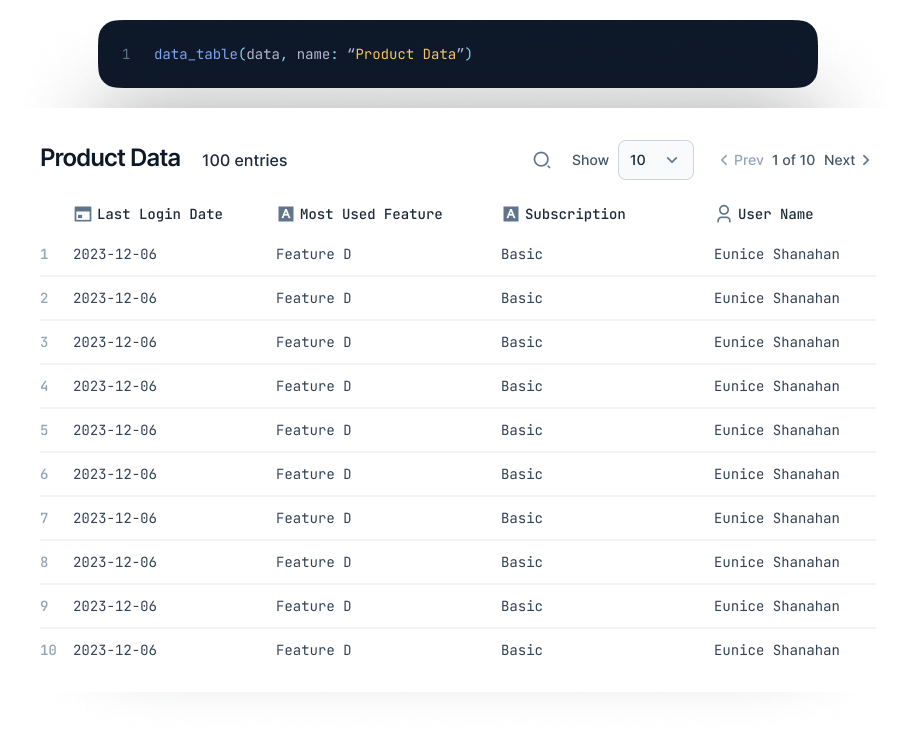 1 data_table(data, name: “Product Data”)
Product Data 100 entries Show 10 Prev 1 of 10 Next
Last Login Date Most Used Feature Subscription User Name
1 2023-12-06 Feature D Basic Eunice Shanahan
2 2023-12-06 Feature D Basic Eunice Shanahan
3 2023-12-06 Feature D Basic Eunice Shanahan
4 2023-12-06 Feature D Basic Eunice Shanahan
5 2023-12-06 Feature D Basic Eunice Shanahan
6 2023-12-06 Feature D Basic Eunice Shanahan
7 2023-12-06 Feature D Basic Eunice Shanahan
8 2023-12-06 Feature D Basic Eunice Shanahan
9 2023-12-06 Feature D Basic Eunice Shanahan
10 2023-12-06 Feature D Basic Eunice Shanahan